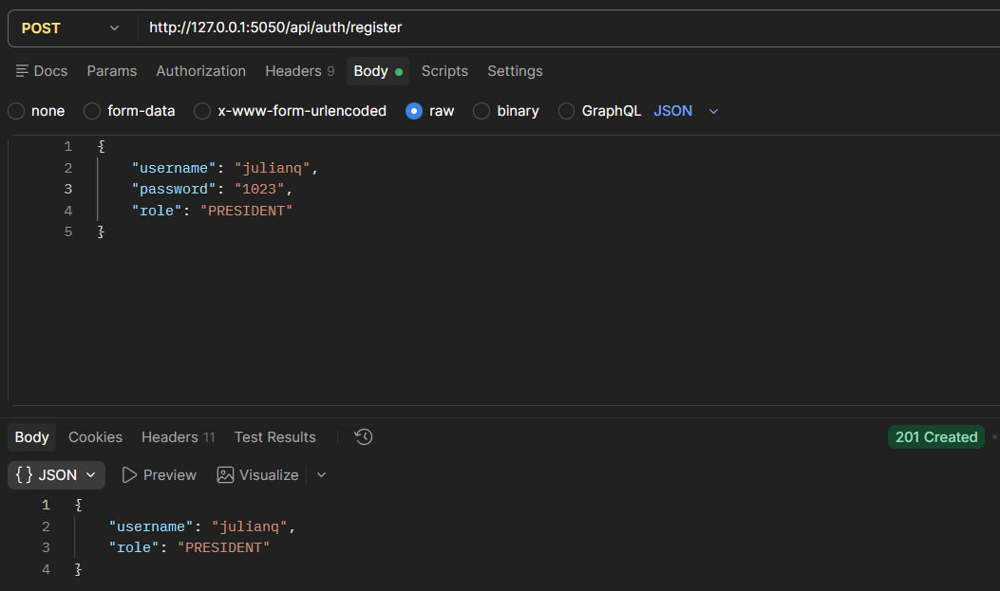 POST http://127.0.0.1:5050/api/auth/register
Docs Params Authorization Headers 9 Body Scripts Settings
none form-data x-www-form-urlencoded raw binary GraphQL JSON
1 {
2 "username": "julianq",
3 "password": "1023",
4 "role": "PRESIDENT"
5 }
Body Cookies Headers 11 Test Results 201 Created
{} JSON Preview Visualize
1 {
2 "username": "julianq",
3 "role": "PRESIDENT"
4 }